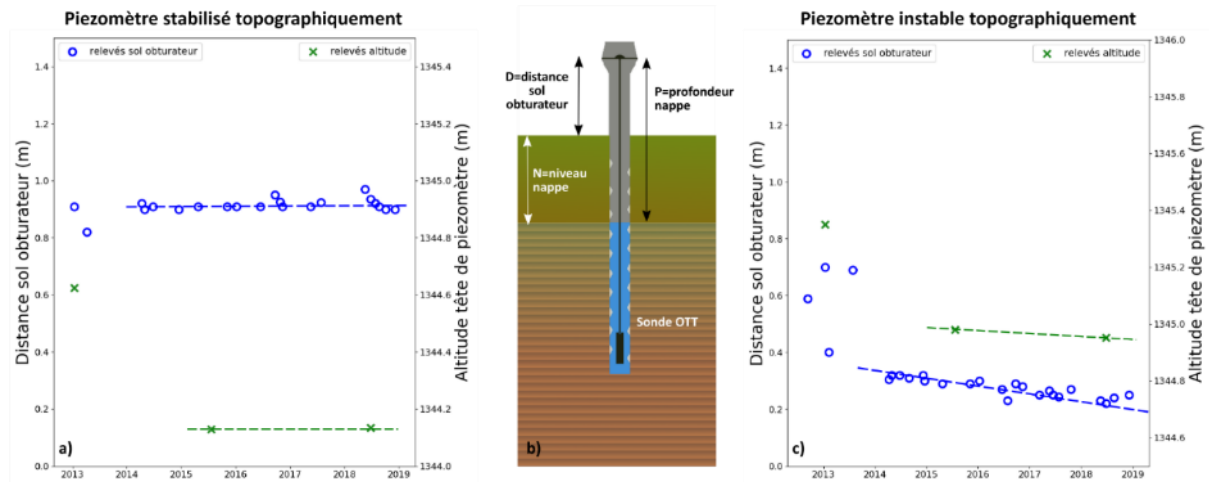 Piezomètre stabilisé topographiquement
relevés sol obturateur
relevés altitude
Distance sol obturateur (m)
1.4
1.2
1.0
0.8
0.6
0.4
0.2
0.0
2013 2014 2015 2016 2017 2018 2019
1345.4
1345.2
1345.0
1344.8
1344.6
1344.4
1344.2
1344.0
Altitude tête de piezomètre (m)
a)
D=distance
sol
obturateur
P=profondeur
nappe
N=niveau
nappe
Sonde OTT
b)
Piezomètre instable topographiquement
relevés sol obturateur
relevés altitude
Distance sol obturateur (m)
1.4
1.2
1.0
0.8
0.6
0.4
0.2
0.0
2013 2014 2015 2016 2017 2018 2019
1346.0
1345.8
1345.6
1345.4
1345.2
1345.0
1344.8
1344.6
Altitude tête de piezomètre (m)
c)